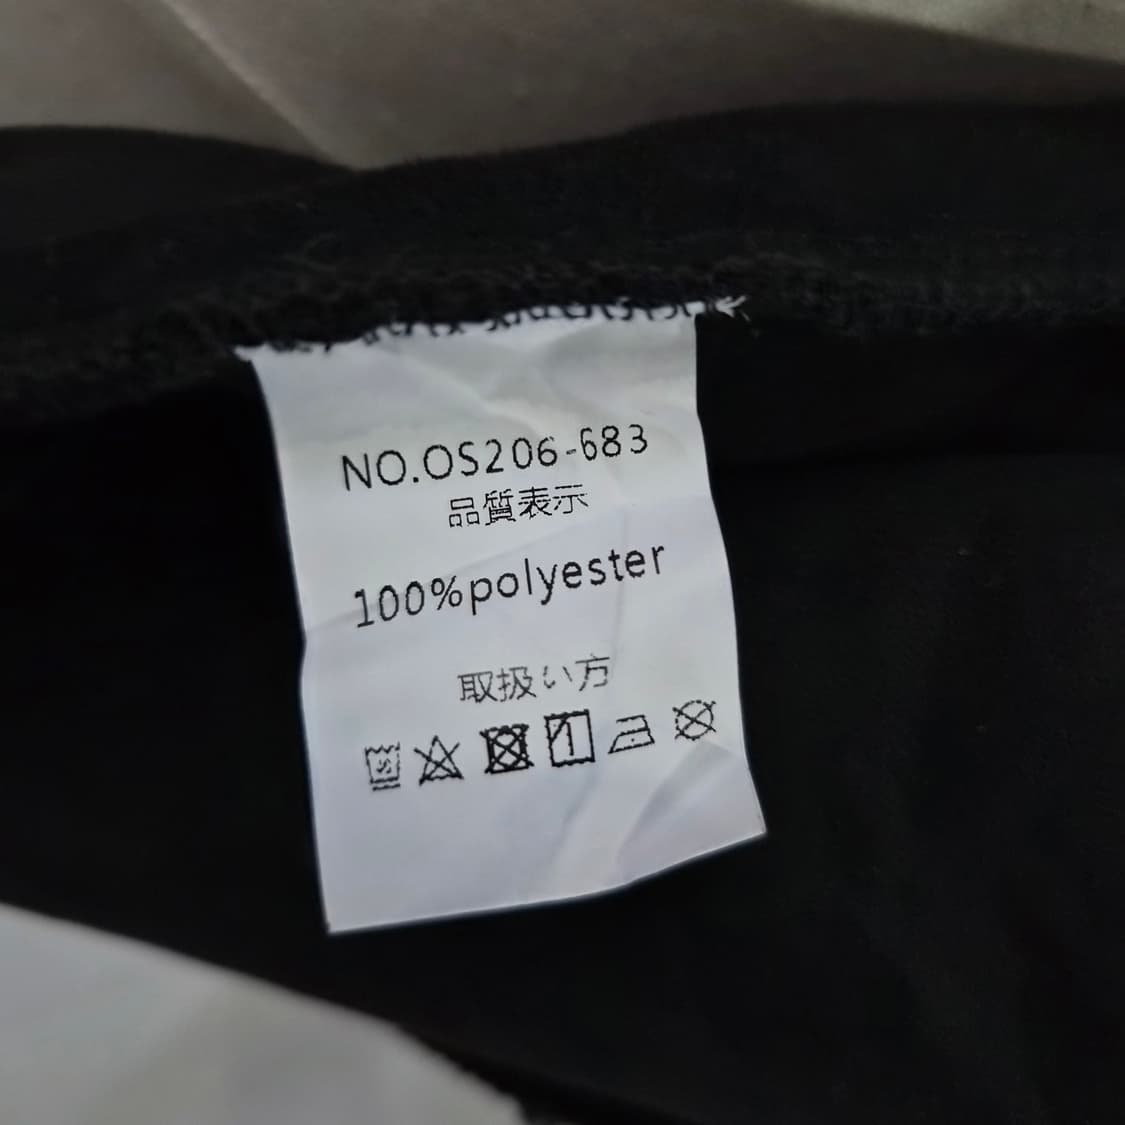 NO.OS206-683
品質表示
100%polyester
取扱い方